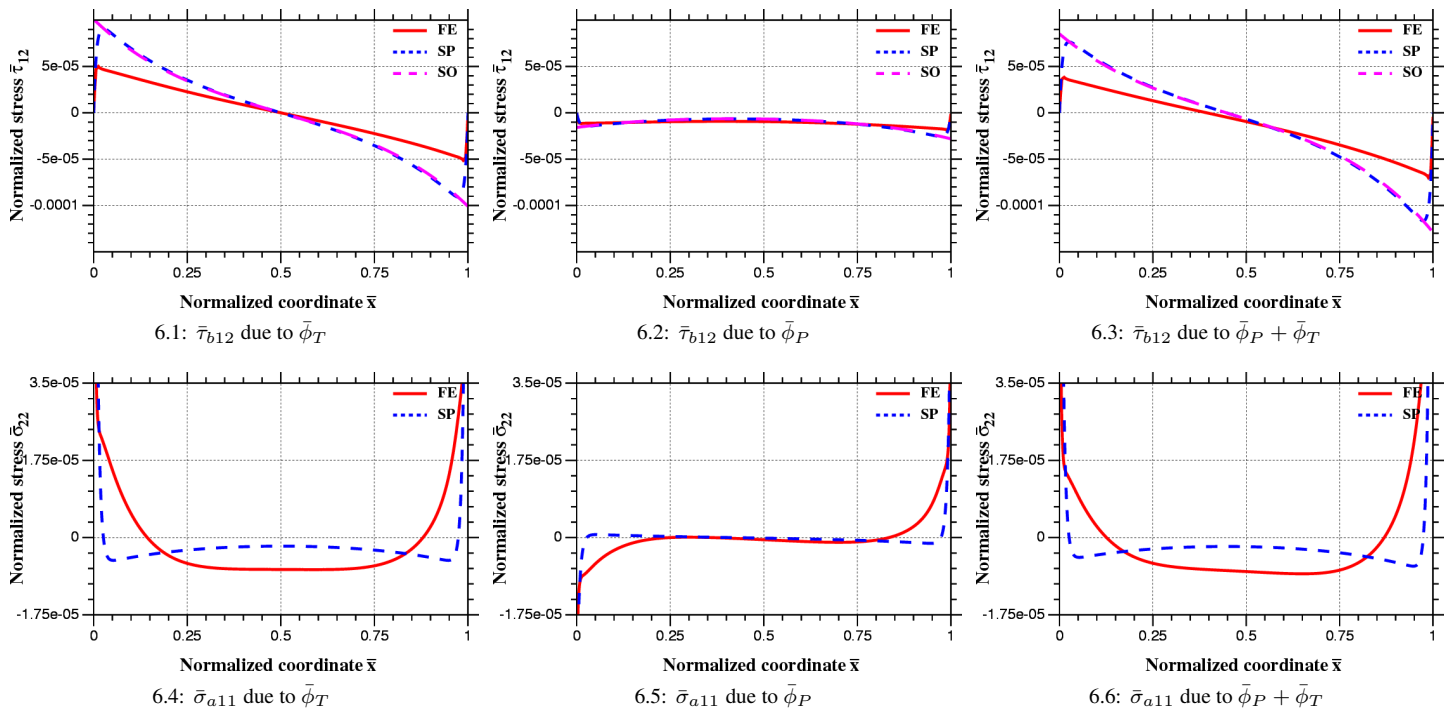 FE
SP
SO
Normalized stress τ̄12
5e-05
0
-5e-05
-0.0001
0 0.25 0.5 0.75 1
Normalized coordinate x̄
6.1: τ̄b12 due to ϕ̄T
FE
SP
SO
Normalized stress τ̄12
5e-05
0
-5e-05
-0.0001
0 0.25 0.5 0.75 1
Normalized coordinate x̄
6.2: τ̄b12 due to ϕ̄P
FE
SP
SO
Normalized stress τ̄12
5e-05
0
-5e-05
-0.0001
0 0.25 0.5 0.75 1
Normalized coordinate x̄
6.3: τ̄b12 due to ϕ̄P + ϕ̄T
FE
SP
Normalized stress σ̄22
3.5e-05
1.75e-05
0
-1.75e-05
0 0.25 0.5 0.75 1
Normalized coordinate x̄
6.4: σ̄a11 due to ϕ̄T
FE
SP
Normalized stress σ̄22
3.5e-05
1.75e-05
0
-1.75e-05
0 0.25 0.5 0.75 1
Normalized coordinate x̄
6.5: σ̄a11 due to ϕ̄P
FE
SP
Normalized stress σ̄22
3.5e-05
1.75e-05
0
-1.75e-05
0 0.25 0.5 0.75 1
Normalized coordinate x̄
6.6: σ̄a11 due to ϕ̄P + ϕ̄T